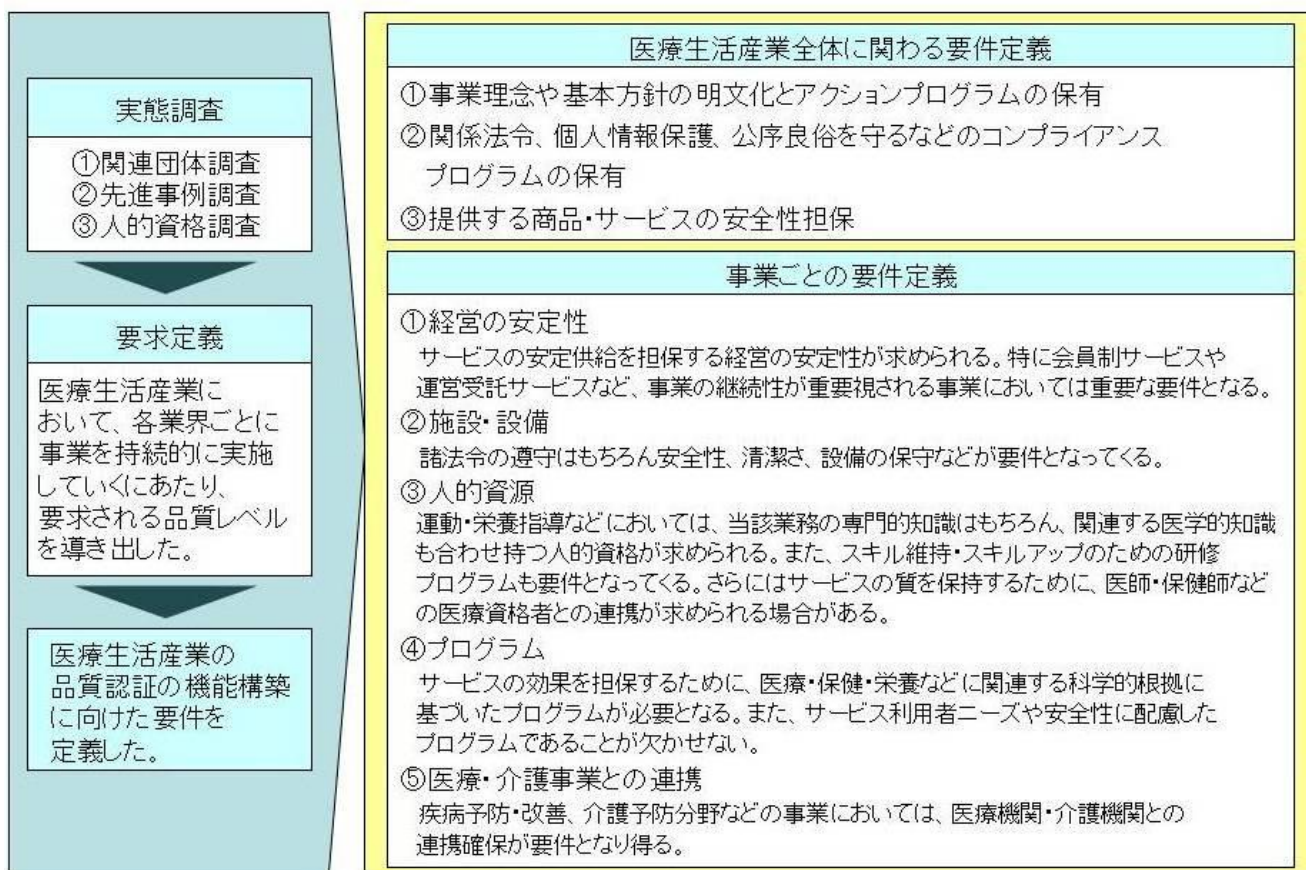 実態調査
①関連団体調査
②先進事例調査
③人的資格調査
要求定義
医療生活産業に
おいて、各業界ごとに
事業を持続的に実施
していくにあたり、
要求される品質レベル
を導き出した。
医療生活産業の
品質認証の機能構築
に向けた要件を
定義した。
医療生活産業全体に関わる要件定義
①事業理念や基本方針の明文化とアクションプログラムの保有
②関係法令、個人情報保護、公序良俗を守るなどのコンプライアンス
プログラムの保有
③提供する商品・サービスの安全性担保
事業ごとの要件定義
①経営の安定性
サービスの安定供給を担保する経営の安定性が求められる。特に会員制サービスや
運営受託サービスなど、事業の継続性が重要視される事業においては重要な要件となる。
②施設・設備
諸法令の遵守はもちろん安全性、清潔さ、設備の保守などが要件となってくる。
③人的資源
運動・栄養指導などにおいては、当該業務の専門的知識はもちろん、関連する医学的知識
も合わせ持つ人的資格が求められる。また、スキル維持・スキルアップのための研修
プログラムも要件となってくる。さらにはサービスの質を保持するために、医師・保健師など
の医療資格者との連携が求められる場合がある。
④プログラム
サービスの効果を担保するために、医療・保健・栄養などに関連する科学的根拠に
基づいたプログラムが必要となる。また、サービス利用者ニーズや安全性に配慮した
プログラムであることが欠かせない。
⑤医療・介護事業との連携
疾病予防・改善、介護予防分野などの事業においては、医療機関・介護機関との
連携確保が要件となり得る。